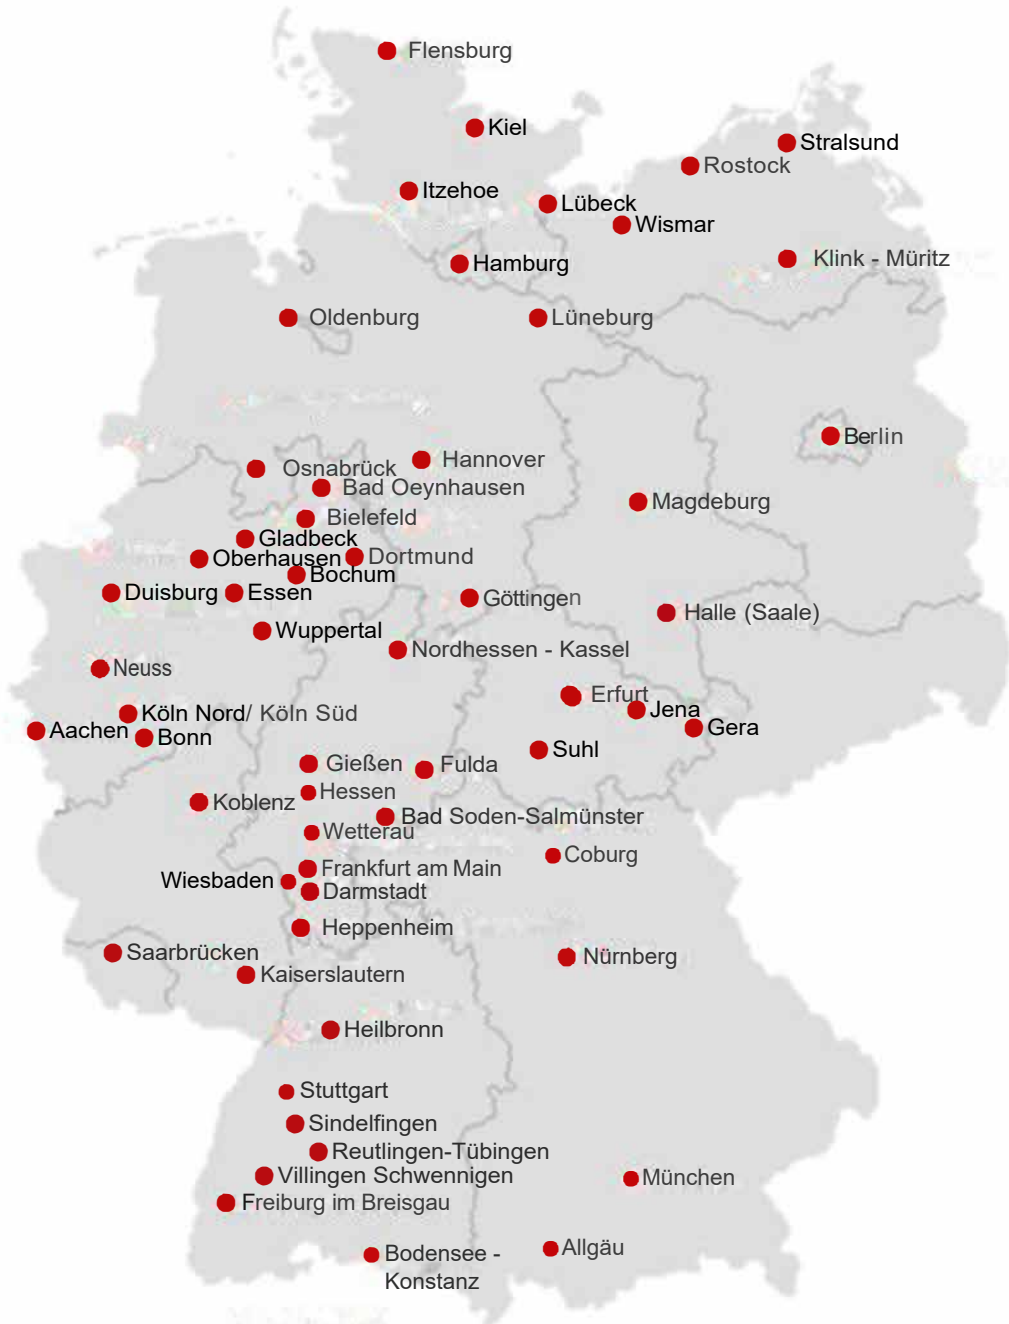 Flensburg
Kiel
Stralsund
Rostock
Itzehoe
Lübeck
Wismar
Klink - Müritz
Hamburg
Oldenburg
Lüneburg
Berlin
Hannover
Osnabrück
Bad Oeynhausen
Magdeburg
Bielefeld
Gladbeck
Oberhausen
Dortmund
Bochum
Duisburg
Essen
Göttingen
Halle (Saale)
Wuppertal
Nordhessen - Kassel
Neuss
Erfurt
Jena
Köln Nord/ Köln Süd
Gera
Aachen
Bonn
Suhl
Gießen
Fulda
Hessen
Koblenz
Bad Soden-Salmünster
Wetterau
Coburg
Frankfurt am Main
Wiesbaden
Darmstadt
Heppenheim
Saarbrücken
Nürnberg
Kaiserslautern
Heilbronn
Stuttgart
Sindelfingen
Reutlingen-Tübingen
Villingen Schwennigen
München
Freiburg im Breisgau
Allgäu
Bodensee -
Konstanz